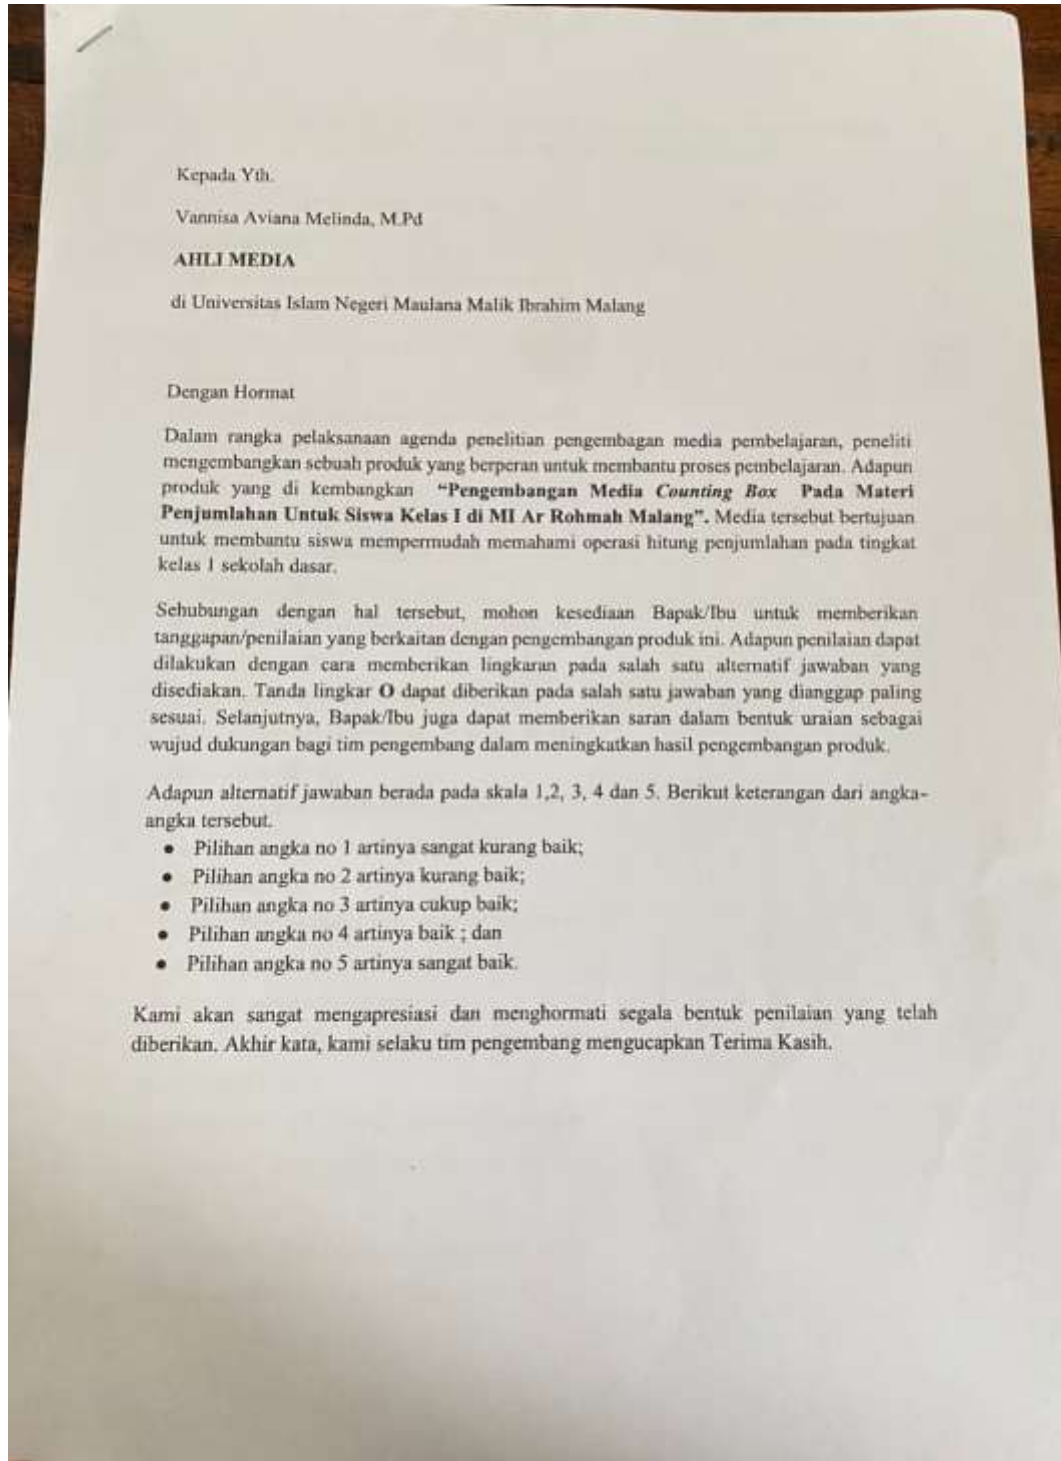 Kepada Yth.
Vannisa Aviana Melinda, M.Pd
AHLI MEDIA
di Universitas Islam Negeri Maulana Malik Ibrahim Malang
Dengan Hormat
Dalam rangka pelaksanaan agenda penelitian pengembagan media pembelajaran, peneliti
mengembangkan sebuah produk yang berperan untuk membantu proses pembelajaran. Adapun
produk yang di kembangkan “Pengembangan Media Counting Box Pada Materi
Penjumlahan Untuk Siswa Kelas I di MI Ar Rohmah Malang”. Media tersebut bertujuan
untuk membantu siswa mempermudah memahami operasi hitung penjumlahan pada tingkat
kelas 1 sekolah dasar.
Sehubungan dengan hal tersebut, mohon kesediaan Bapak/Ibu untuk memberikan
tanggapan/penilaian yang berkaitan dengan pengembangan produk ini. Adapun penilaian dapat
dilakukan dengan cara memberikan lingkaran pada salah satu alternatif jawaban yang
disediakan. Tanda lingkar O dapat diberikan pada salah satu jawaban yang dianggap paling
sesuai. Selanjutnya, Bapak/Ibu juga dapat memberikan saran dalam bentuk uraian sebagai
wujud dukungan bagi tim pengembang dalam meningkatkan hasil pengembangan produk.
Adapun alternatif jawaban berada pada skala 1,2, 3, 4 dan 5. Berikut keterangan dari angka-
angka tersebut.
• Pilihan angka no 1 artinya sangat kurang baik;
• Pilihan angka no 2 artinya kurang baik;
• Pilihan angka no 3 artinya cukup baik;
• Pilihan angka no 4 artinya baik ; dan
• Pilihan angka no 5 artinya sangat baik.
Kami akan sangat mengapresiasi dan menghormati segala bentuk penilaian yang telah
diberikan. Akhir kata, kami selaku tim pengembang mengucapkan Terima Kasih.